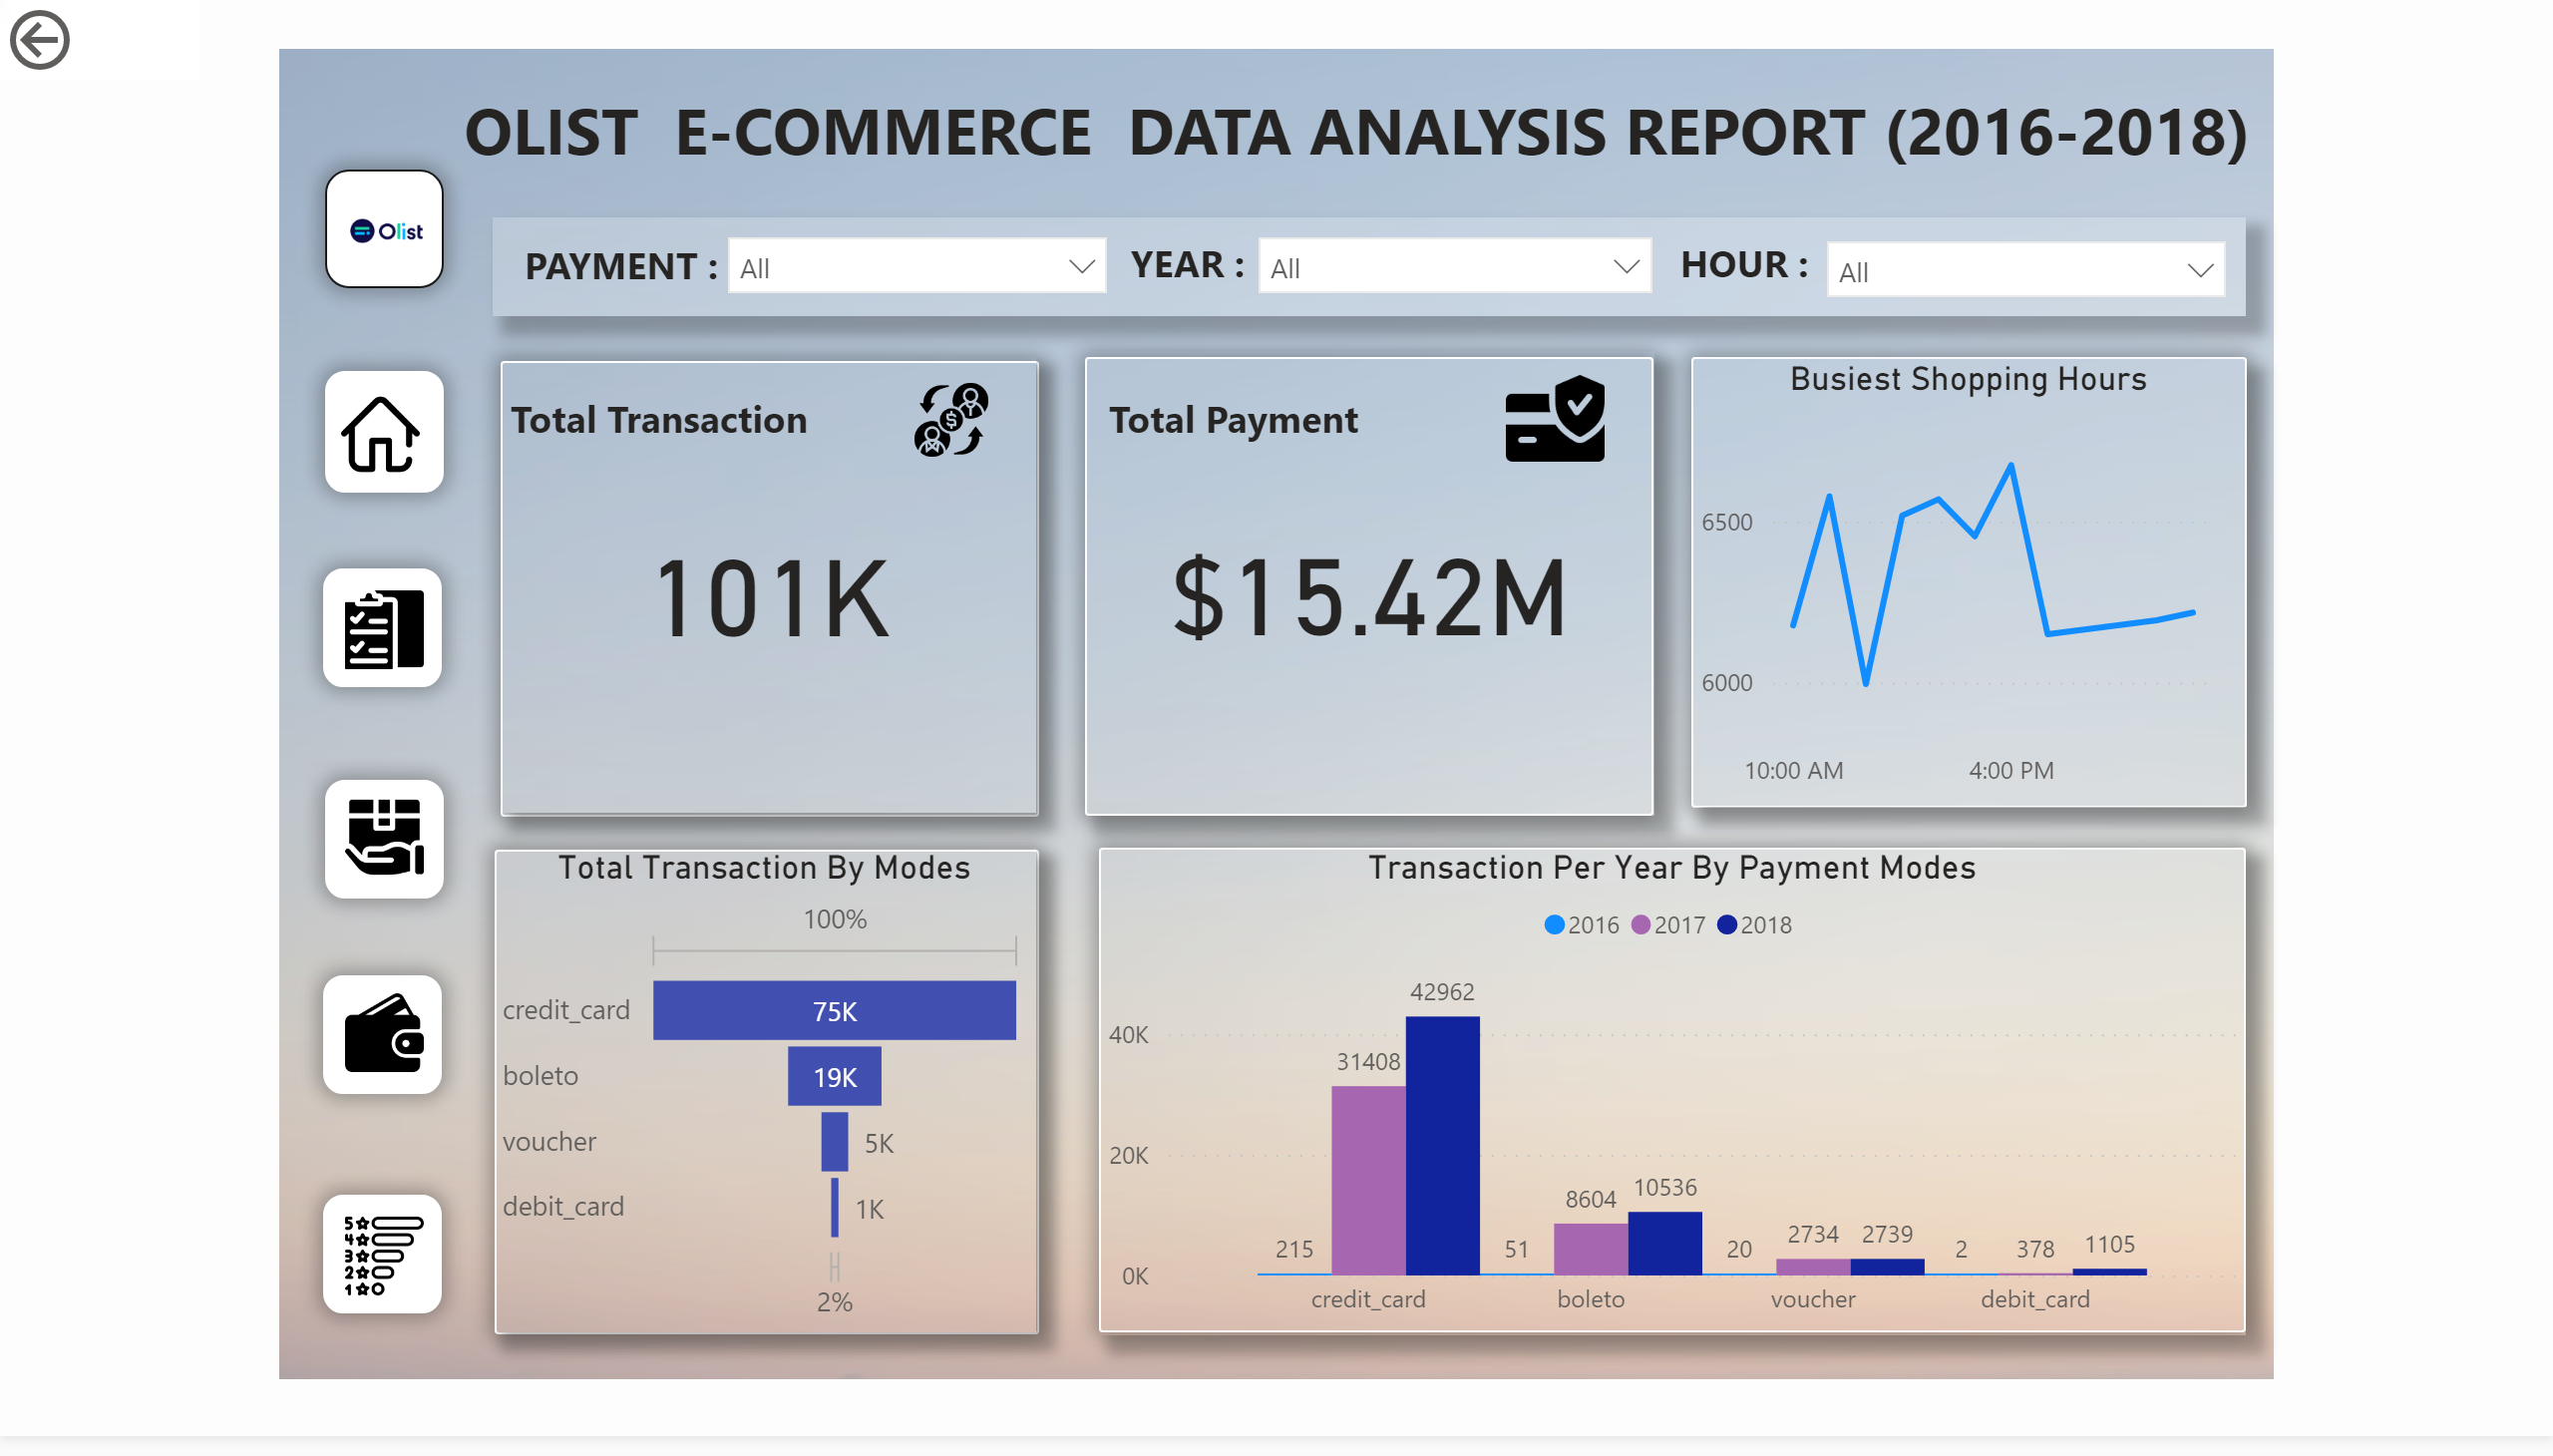 OLIST E-COMMERCE DATA ANALYSIS REPORT (2016-2018)
Olist
PAYMENT : All YEAR : All HOUR : All
Total Transaction
101K
Total Payment
$15.42M
Busiest Shopping Hours
6500
6000
10:00 AM 4:00 PM
Total Transaction By Modes
100%
credit_card 75K
boleto 19K
voucher 5K
debit_card 1K
2%
Transaction Per Year By Payment Modes
2016 2017 2018
40K
20K
0K
215 31408 42962
51 8604 10536
20 2734 2739
2 378 1105
credit_card boleto voucher debit_card
5
4
3
2
1